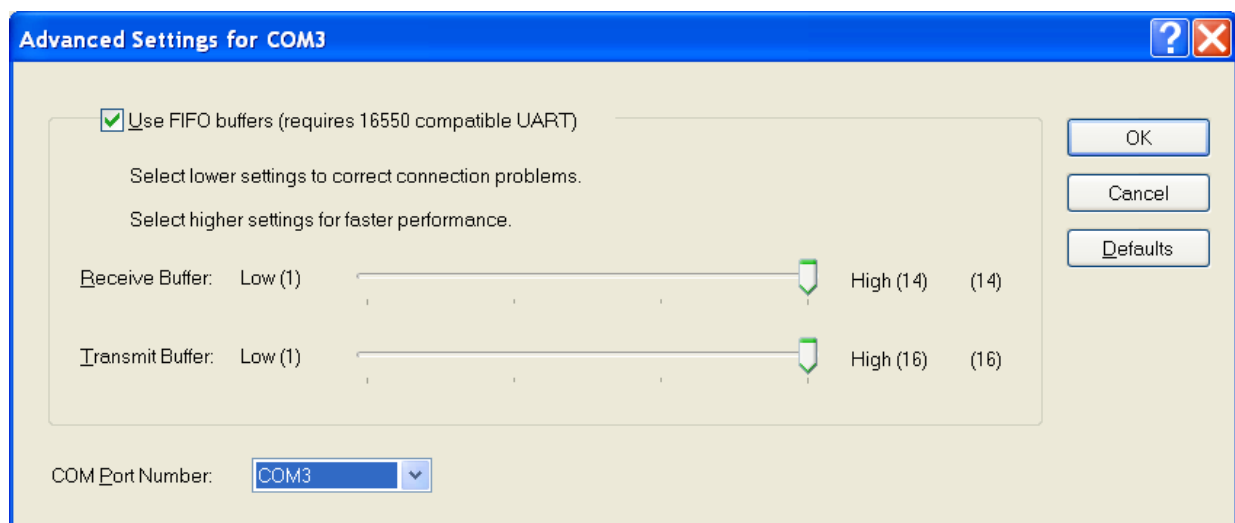 Advanced Settings for COM3
Use FIFO buffers (requires 16550 compatible UART)
OK
Select lower settings to correct connection problems.
Cancel
Select higher settings for faster performance.
Defaults
Receive Buffer: Low (1) High (14) (14)
Transmit Buffer: Low (1) High (16) (16)
COM Port Number: COM3